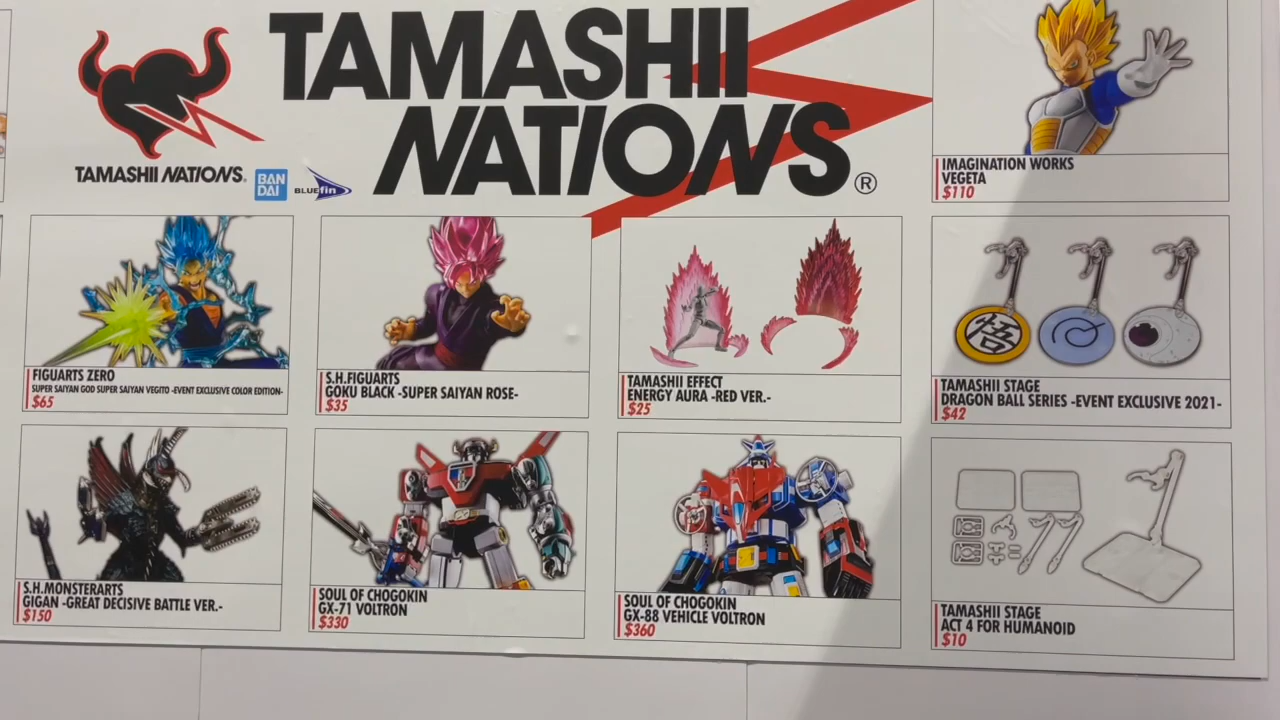 TAMASHII
NATIONS®
TAMASHII NATIONS.
BAN
DAI
BLUEfin
IMAGINATION WORKS
VEGETA
$110
FIGUARTS ZERO
SUPER SAIYAN GOD SUPER SAIYAN VEGITO -EVENT EXCLUSIVE COLOR EDITION-
$65
S.H.FIGUARTS
GOKU BLACK -SUPER SAIYAN ROSE-
$35
TAMASHII EFFECT
ENERGY AURA -RED VER.-
$25
悟
TAMASHII STAGE
DRAGON BALL SERIES -EVENT EXCLUSIVE 2021-
$42
S.H.MONSTERARTS
GIGAN -GREAT DECISIVE BATTLE VER.-
$150
SOUL OF CHOGOKIN
GX-71 VOLTRON
$330
SOUL OF CHOGOKIN
GX-88 VEHICLE VOLTRON
$360
TAMASHII STAGE
ACT 4 FOR HUMANOID
$10